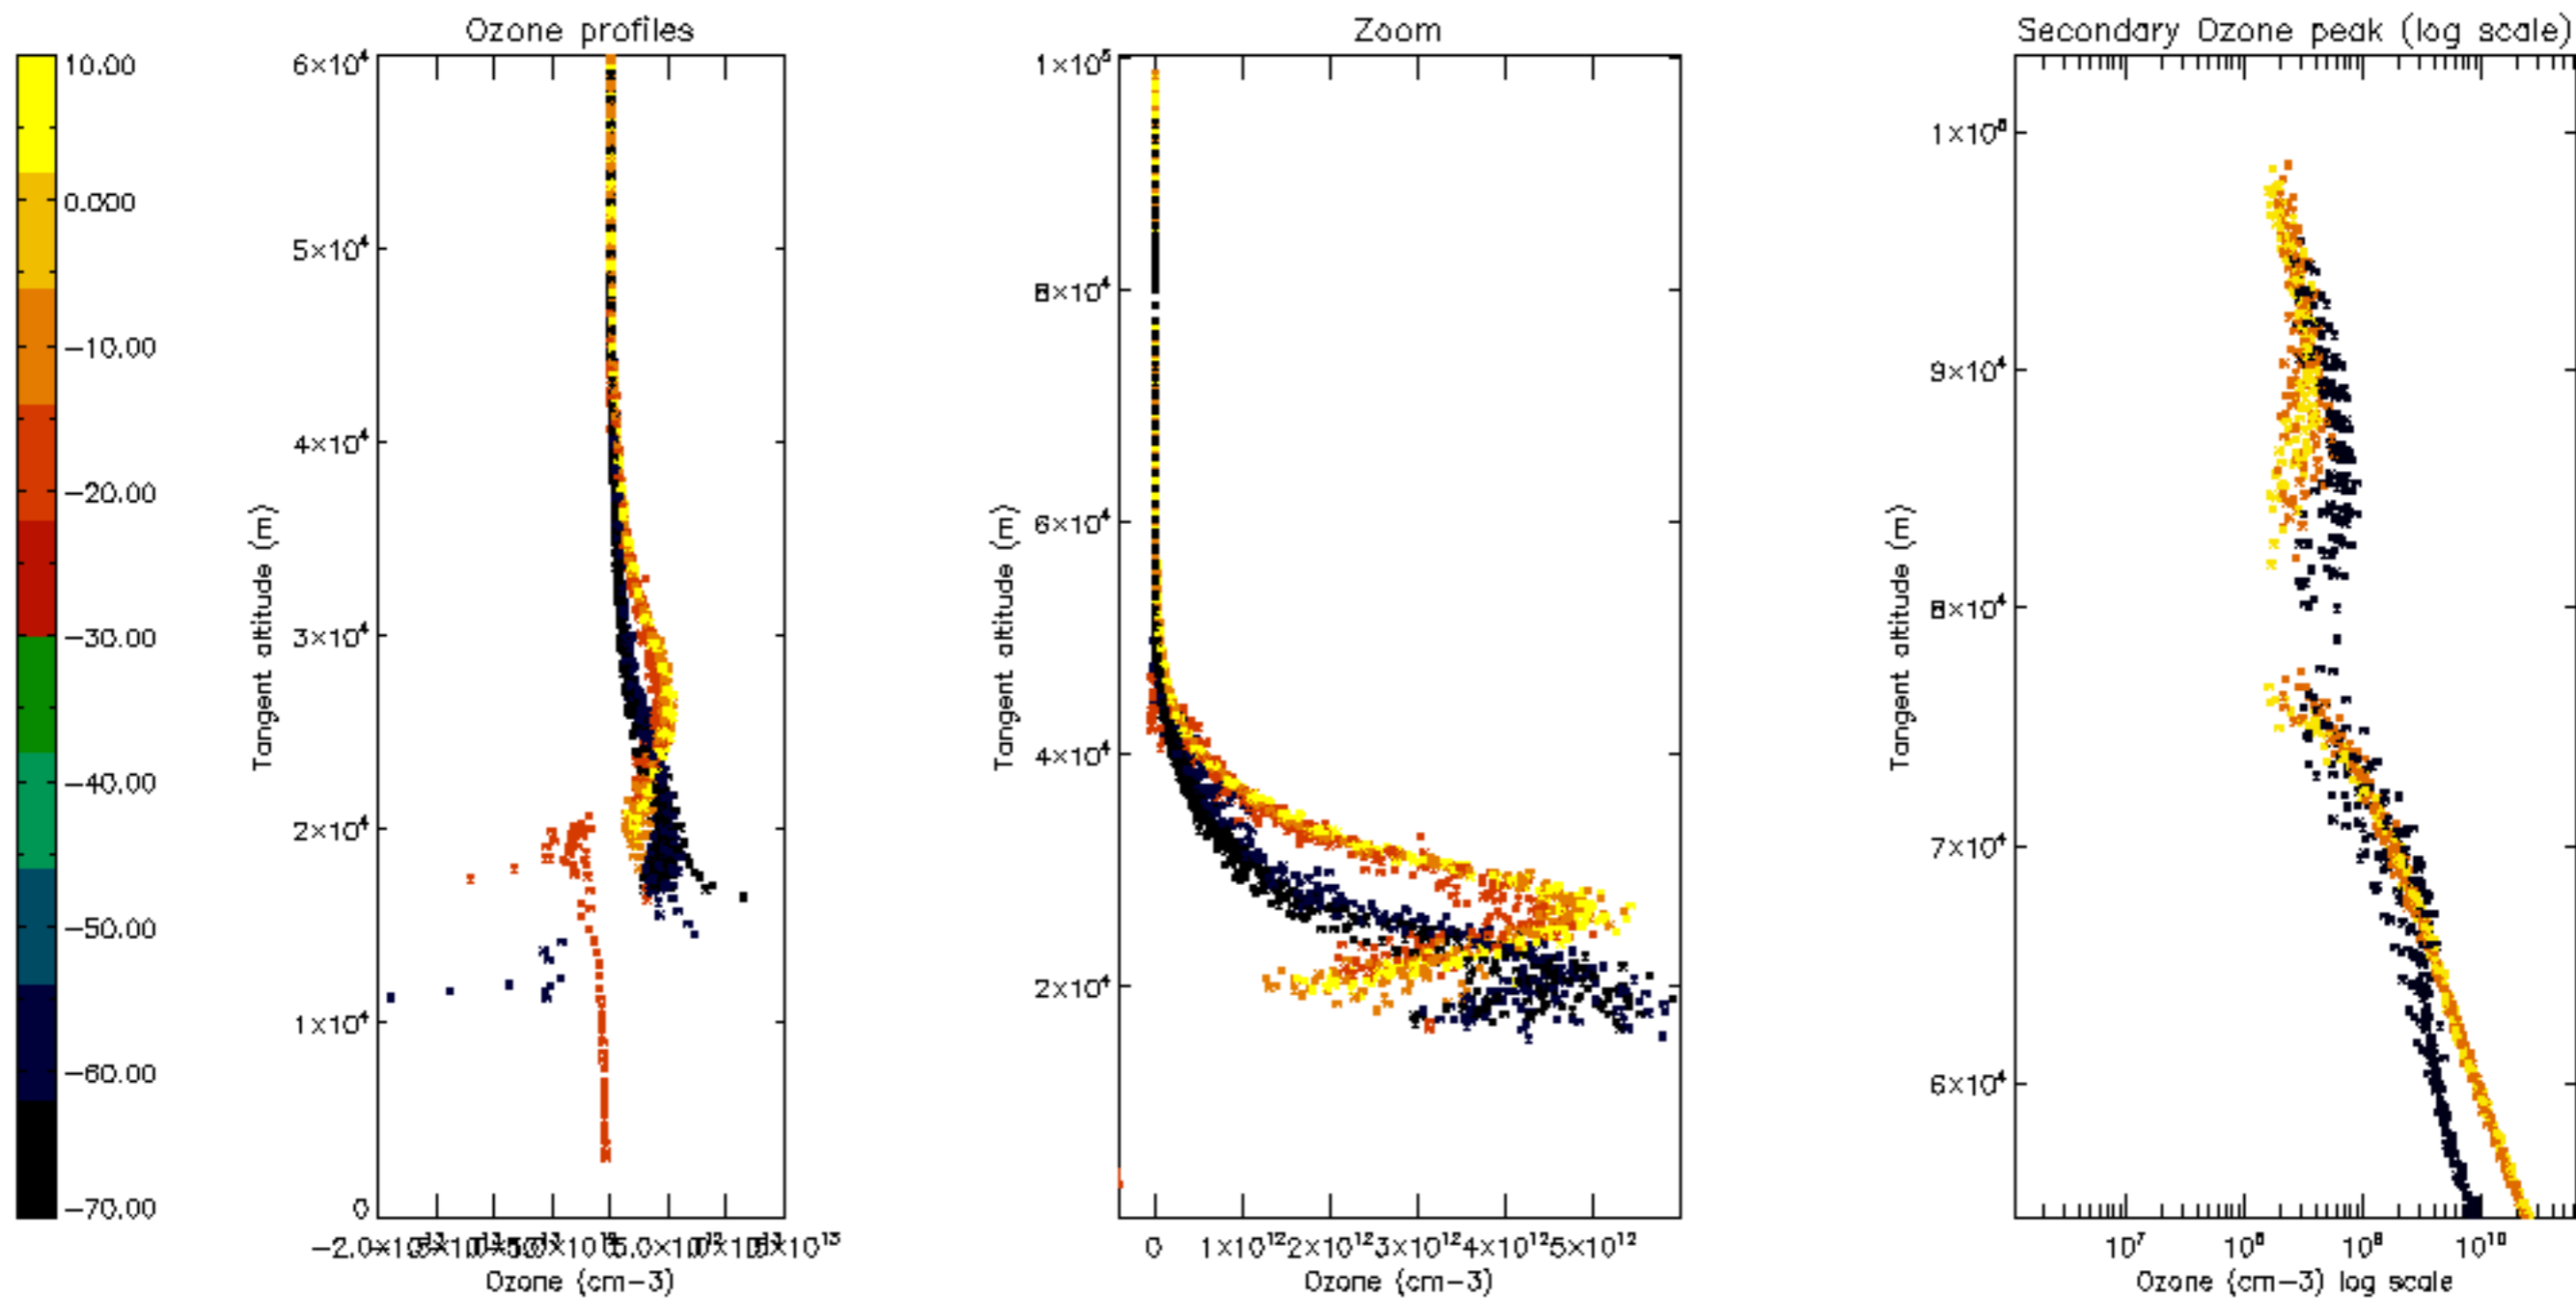 Ozone profiles
Zoom
Secondary Ozone peak (log scale)
10.00
0.000
−10.00
−20.00
−30.00
−40.00
−50.00
−60.00
−70.00
6×10⁴
5×10⁴
4×10⁴
3×10⁴
2×10⁴
1×10⁴
0
Tangent altitude (m)
Ozone (cm−3)
1×10⁵
8×10⁴
6×10⁴
4×10⁴
2×10⁴
Tangent altitude (m)
0 1×10¹² 2×10¹² 3×10¹² 4×10¹² 5×10¹²
Ozone (cm−3)
9×10⁴
8×10⁴
7×10⁴
6×10⁴
Tangent altitude (m)
10⁷ 10⁸ 10⁹ 10¹⁰
Ozone (cm−3) log scale